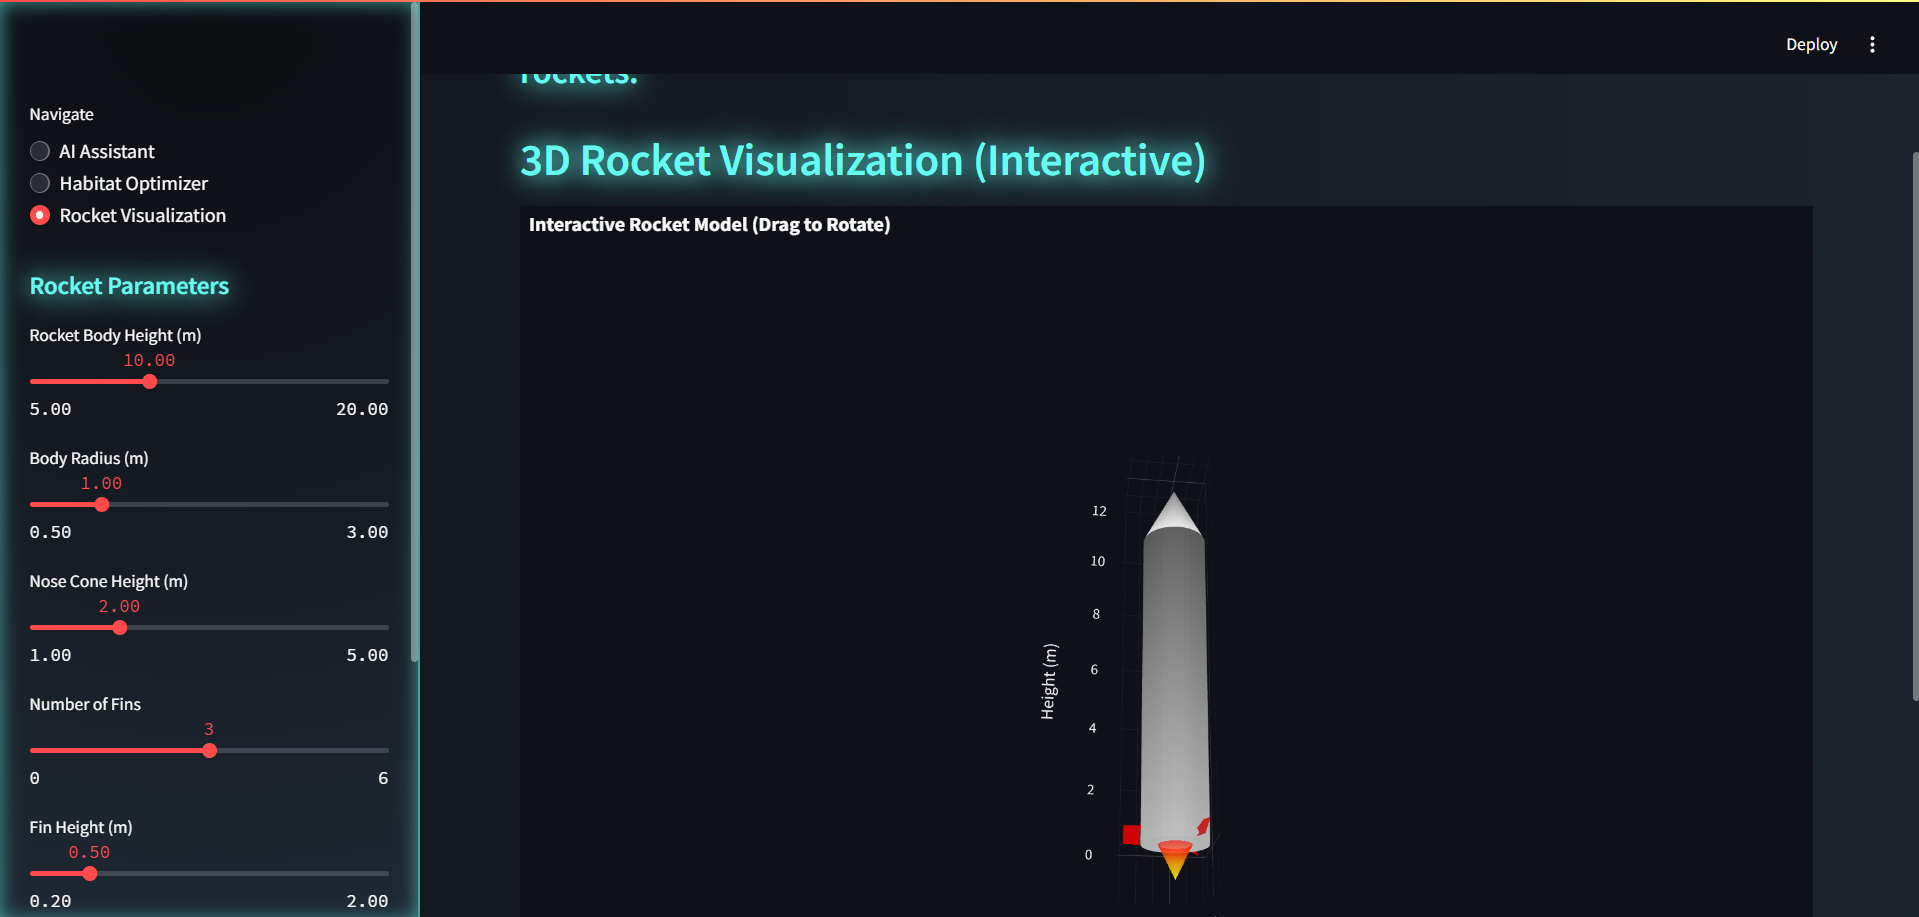 Deploy
Navigate
AI Assistant
Habitat Optimizer
Rocket Visualization
Rocket Parameters
Rocket Body Height (m)
10.00
5.00 20.00
Body Radius (m)
1.00
0.50 3.00
Nose Cone Height (m)
2.00
1.00 5.00
Number of Fins
3
0 6
Fin Height (m)
0.50
0.20 2.00
rockets.
3D Rocket Visualization (Interactive)
Interactive Rocket Model (Drag to Rotate)
12
10
8
6
4
2
0
Height (m)